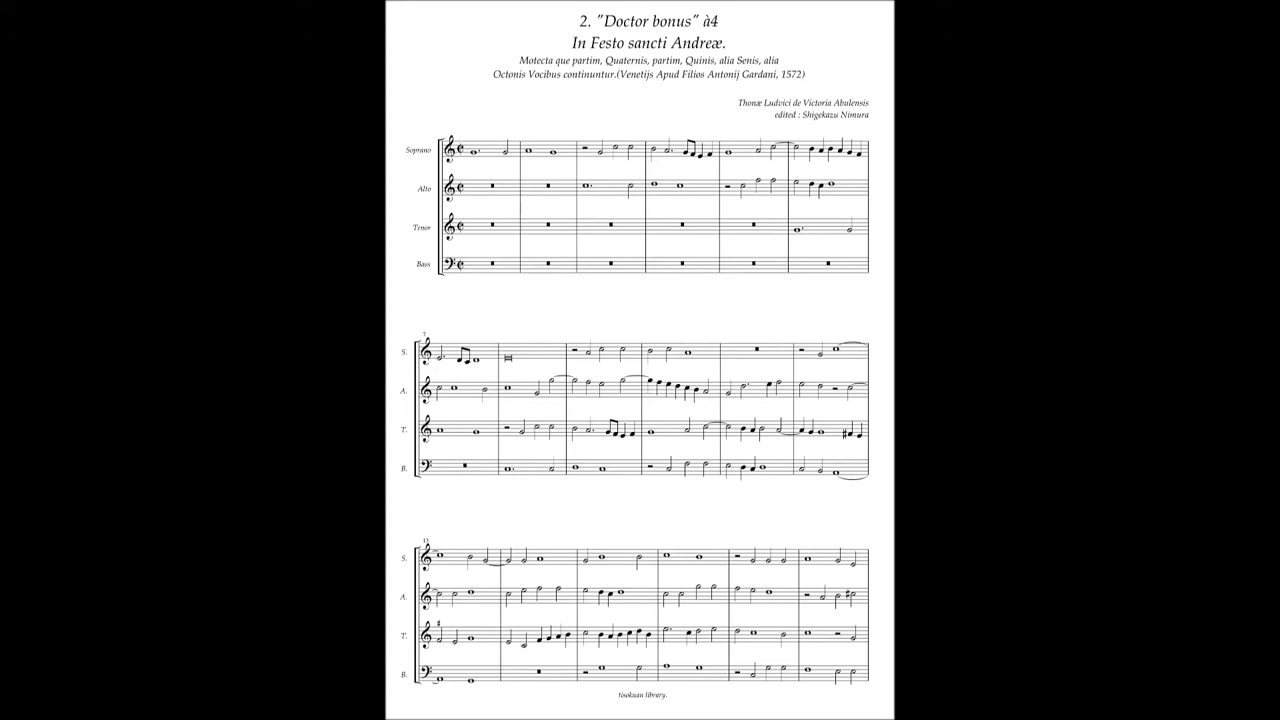 2. "Doctor bonus" à4
In Festo sancti Andreæ.
Motecta que partim, Quaternis, partim, Quinis, alia Senis, alia
Octonis Vocibus continuntur.(Venetijs Apud Filios Antonij Gardani, 1572)
Thonæ Ludvici de Victoria Abulensis
edited : Shigekazu Nimura
Soprano
Alto
Tenor
Bass
7
S.
A.
T.
B.
13
S.
A.
T.
B.
tisokuan library.